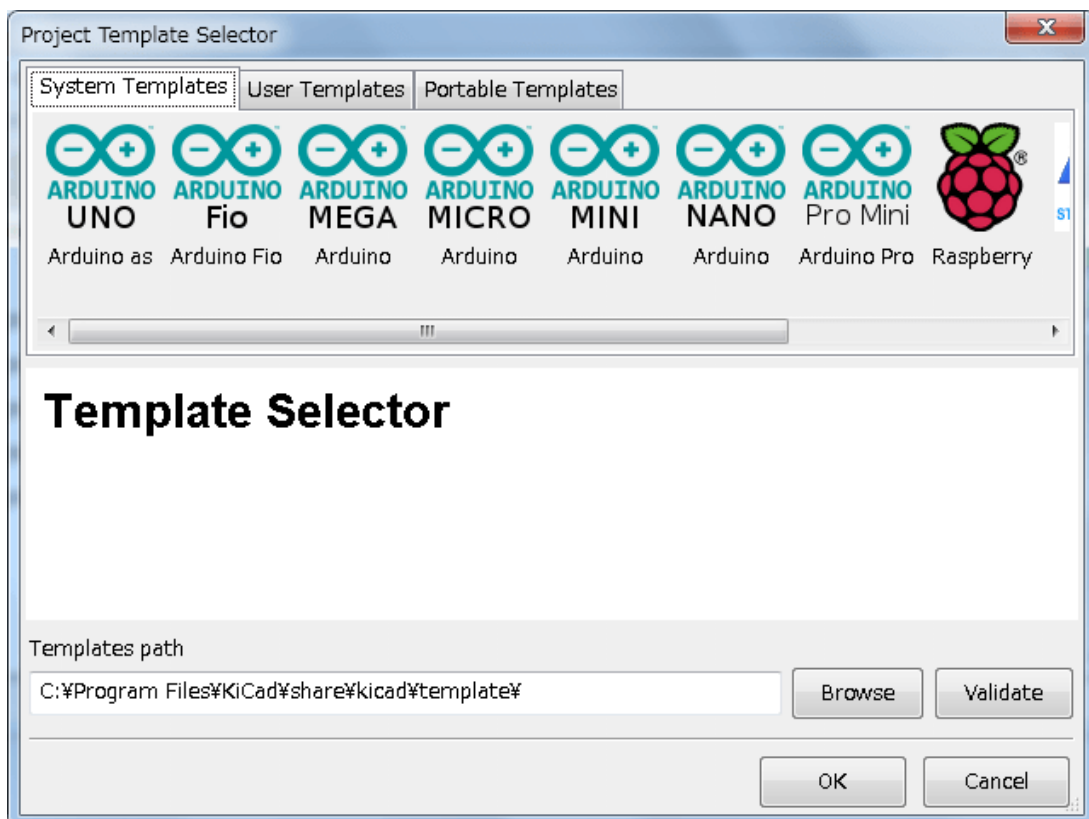 Project Template Selector
System Templates User Templates Portable Templates
ARDUINO ARDUINO ARDUINO ARDUINO ARDUINO ARDUINO ARDUINO
UNO Fio MEGA MICRO MINI NANO Pro Mini
Arduino as Arduino Fio Arduino Arduino Arduino Arduino Arduino Pro Raspberry
Template Selector
Templates path
C:¥Program Files¥KiCad¥share¥kicad¥template¥ Browse Validate
OK Cancel